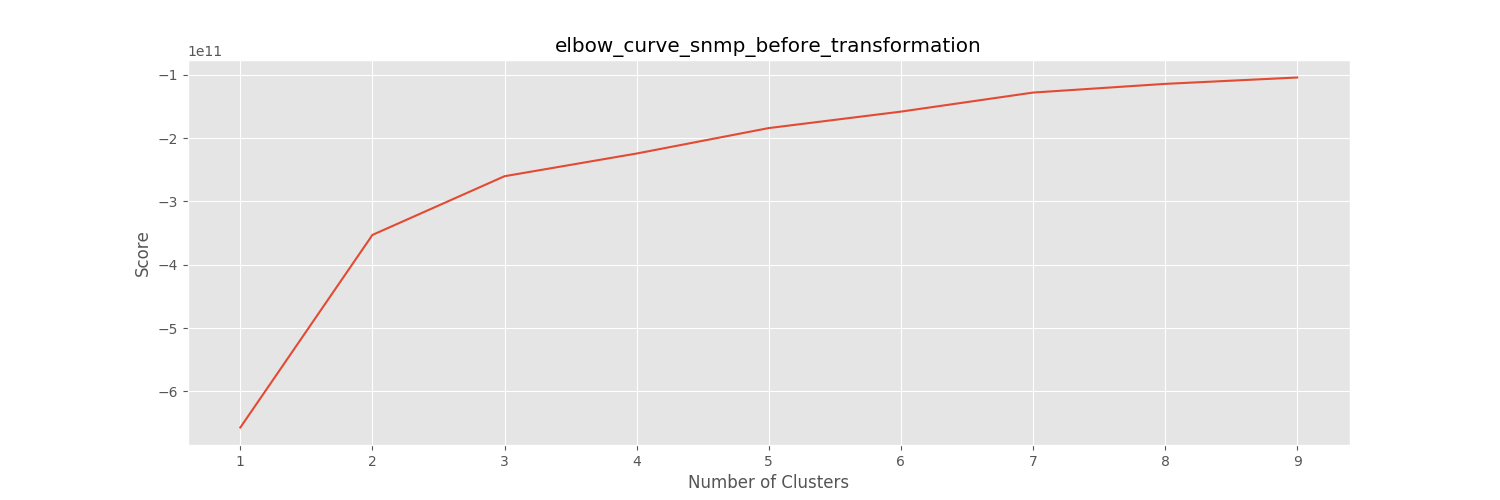 elbow_curve_snmp_before_transformation
1e11
−1
−2
−3
−4
−5
−6
Score
1 2 3 4 5 6 7 8 9
Number of Clusters